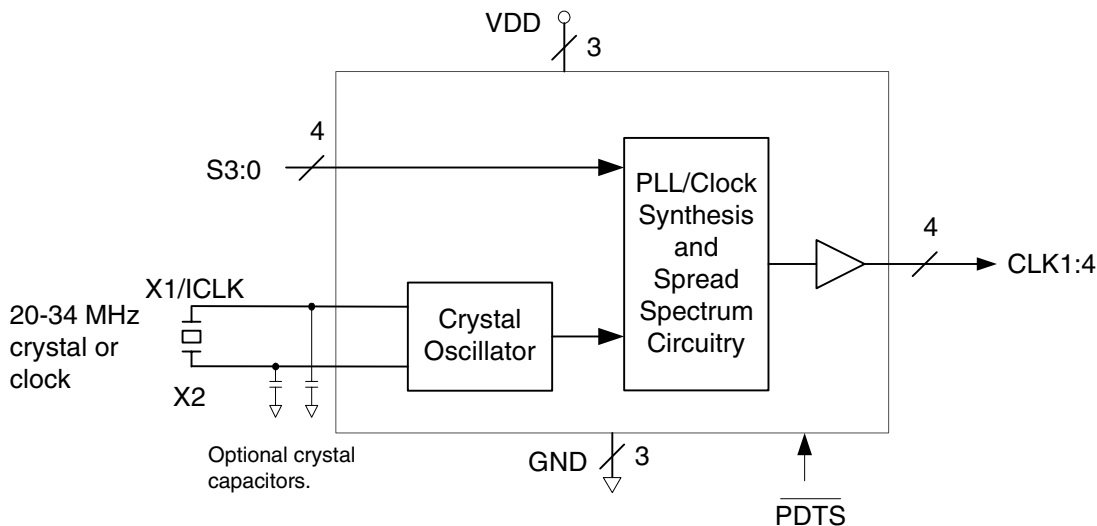 VDD
3
4
S3:0
PLL/Clock
Synthesis
and
Spread
Spectrum
Circuitry
4
CLK1:4
X1/ICLK
20-34 MHz
crystal or
clock
Crystal
Oscillator
X2
Optional crystal
capacitors.
GND
3
PDTS